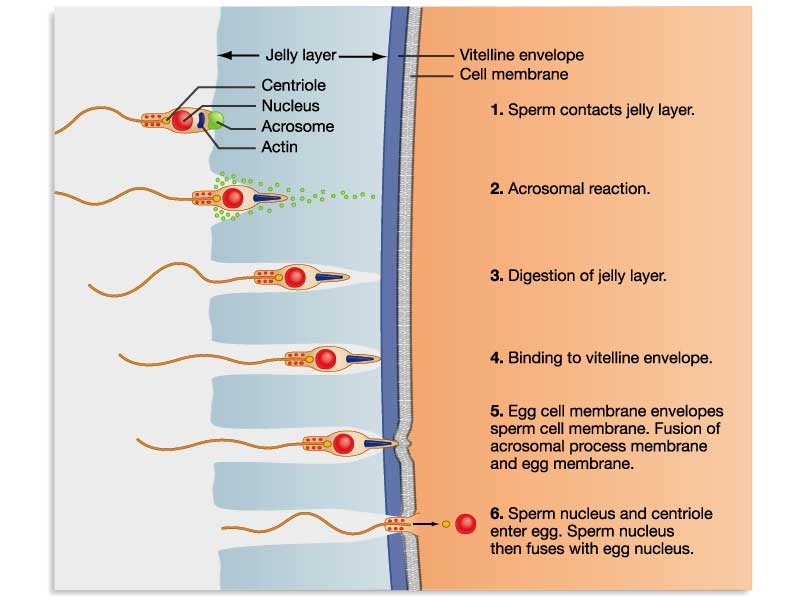 Jelly layer
Vitelline envelope
Cell membrane
Centriole
Nucleus
Acrosome
Actin
1. Sperm contacts jelly layer.
2. Acrosomal reaction.
3. Digestion of jelly layer.
4. Binding to vitelline envelope.
5. Egg cell membrane envelopes
sperm cell membrane. Fusion of
acrosomal process membrane
and egg membrane.
6. Sperm nucleus and centriole
enter egg. Sperm nucleus
then fuses with egg nucleus.